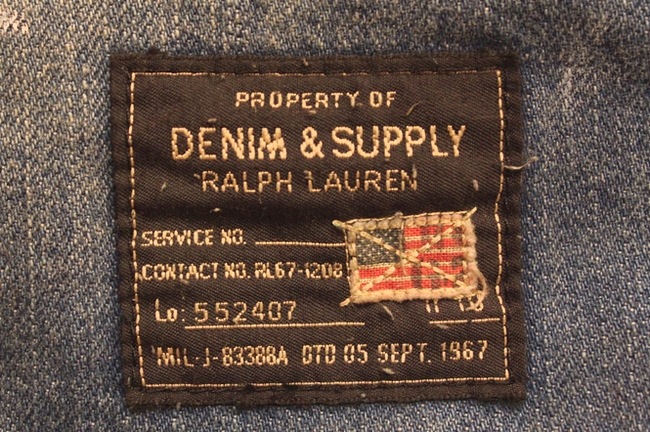 PROPERTY OF
DENIM & SUPPLY
RALPH LAUREN
SERVICE NO.
CONTACT NO. RL67-1208
Lo: 552407
MIL-J-83388A DTD 05 SEPT. 1967